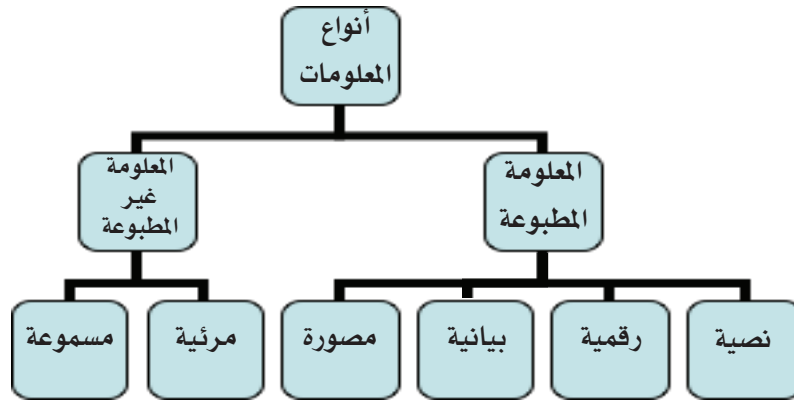 أنواع
المعلومات
المعلومة
المطبوعة
المعلومة
غير
المطبوعة
نصية
رقمية
بيانية
مصورة
مرئية
مسموعة